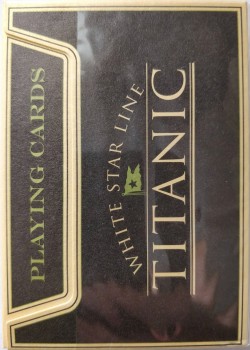 PLAYING CARDS
WHITE STAR LINE
TITANIC